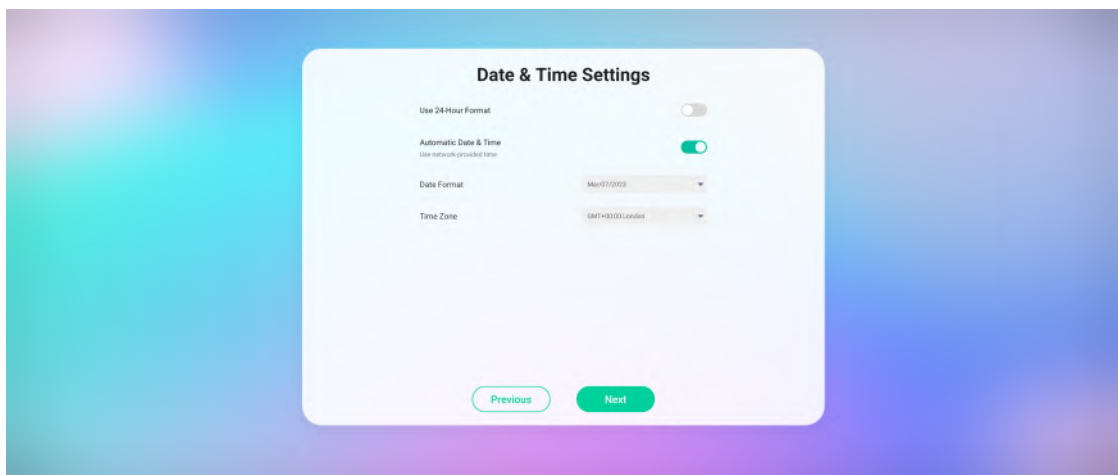 Date & Time Settings
Use 24-Hour Format
Automatic Date & Time
Use network-provided time
Date Format
Mar/07/2023
Time Zone
GMT+00:00 London
Previous
Next